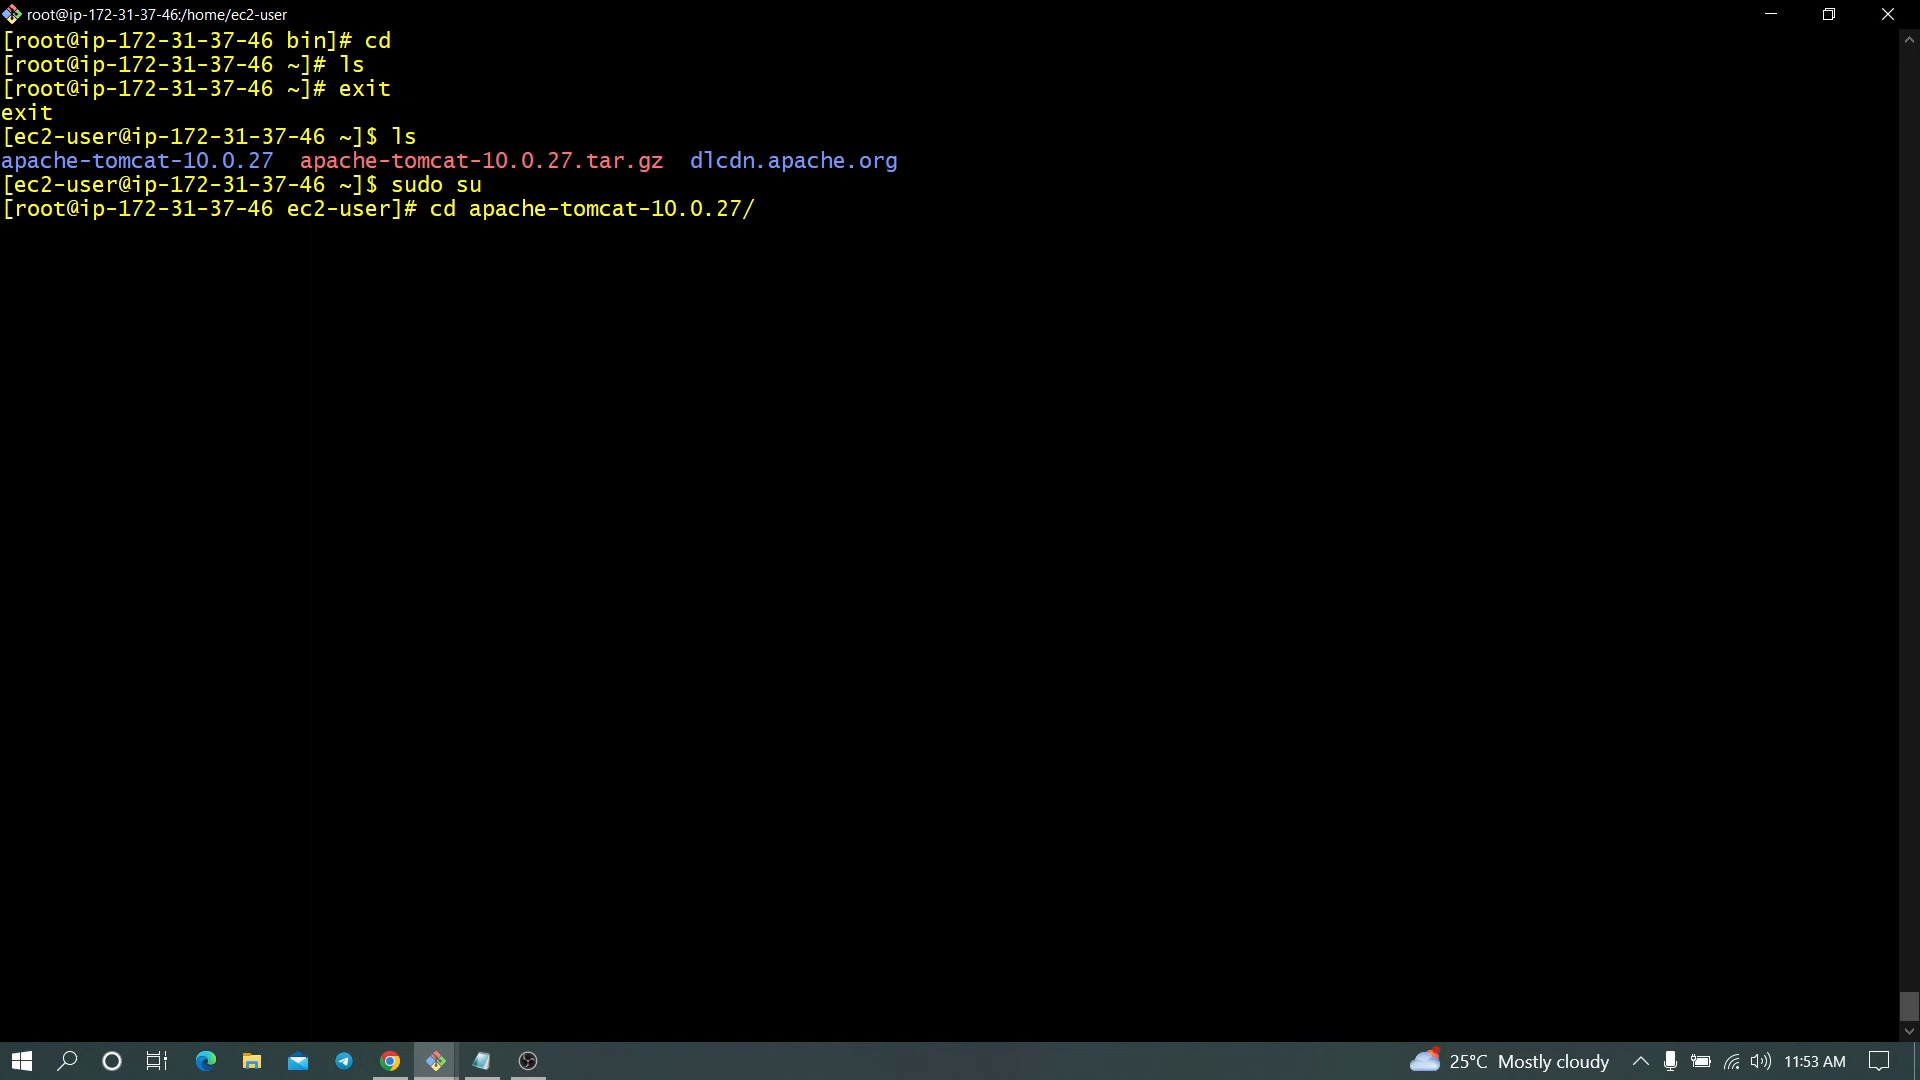 root@ip-172-31-37-46:/home/ec2-user
[root@ip-172-31-37-46 bin]# cd
[root@ip-172-31-37-46 ~]# ls
[root@ip-172-31-37-46 ~]# exit
exit
[ec2-user@ip-172-31-37-46 ~]$ ls
apache-tomcat-10.0.27  apache-tomcat-10.0.27.tar.gz  dlcdn.apache.org
[ec2-user@ip-172-31-37-46 ~]$ sudo su
[root@ip-172-31-37-46 ec2-user]# cd apache-tomcat-10.0.27/
25°C Mostly cloudy 11:53 AM